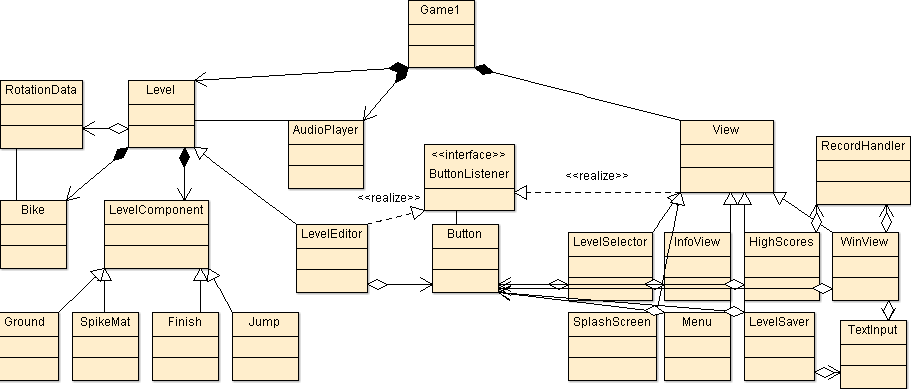 Game1
RotationData
Level
AudioPlayer
View
<<interface>>
ButtonListener
RecordHandler
<<realize>>
<<realize>>
Bike
LevelComponent
LevelEditor
Button
LevelSelector
InfoView
HighScores
WinView
Ground
SpikeMat
Finish
Jump
SplashScreen
Menu
LevelSaver
TextInput